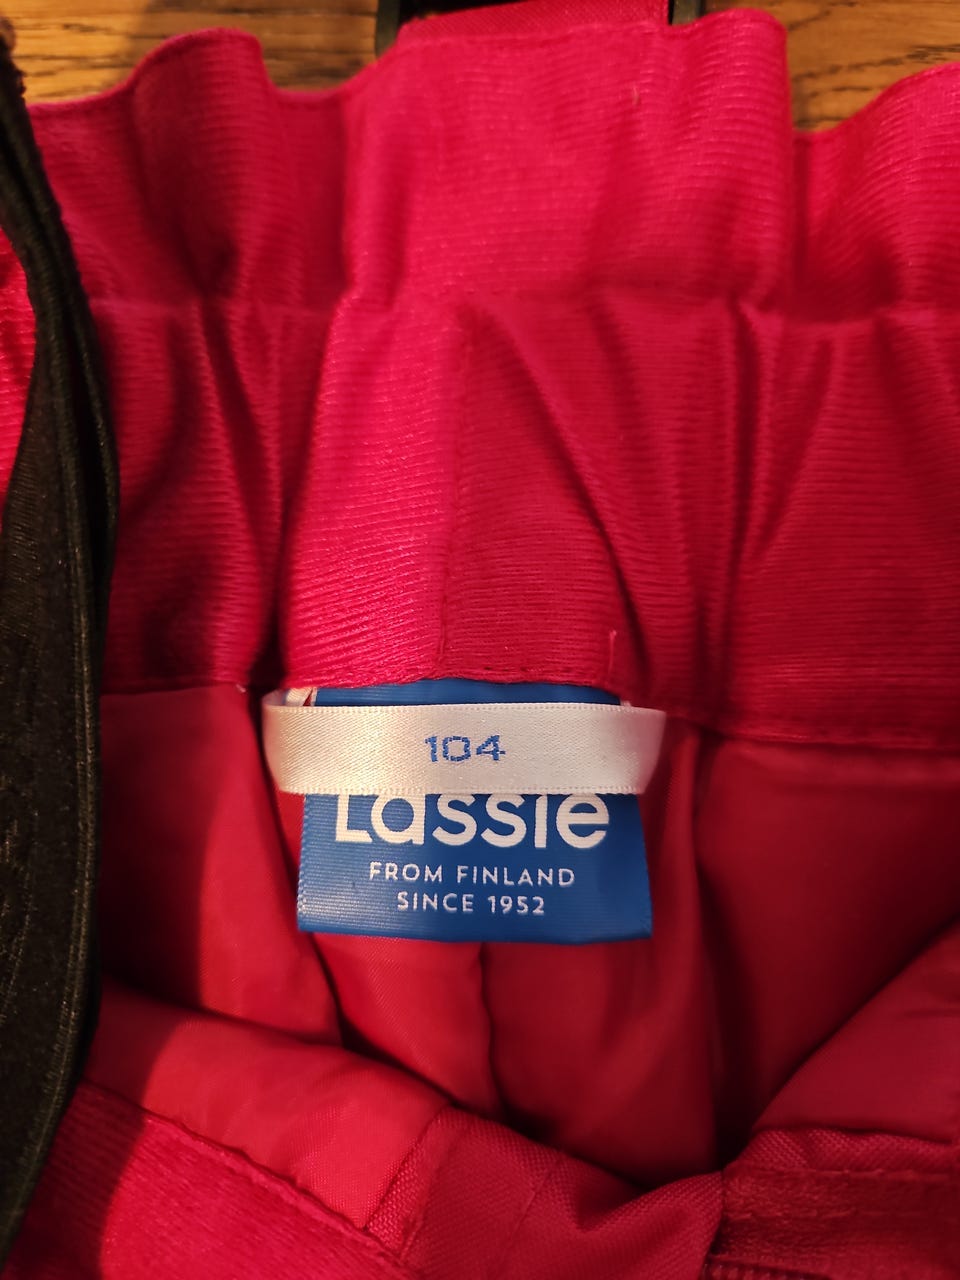 104
Lassie
FROM FINLAND
SINCE 1952